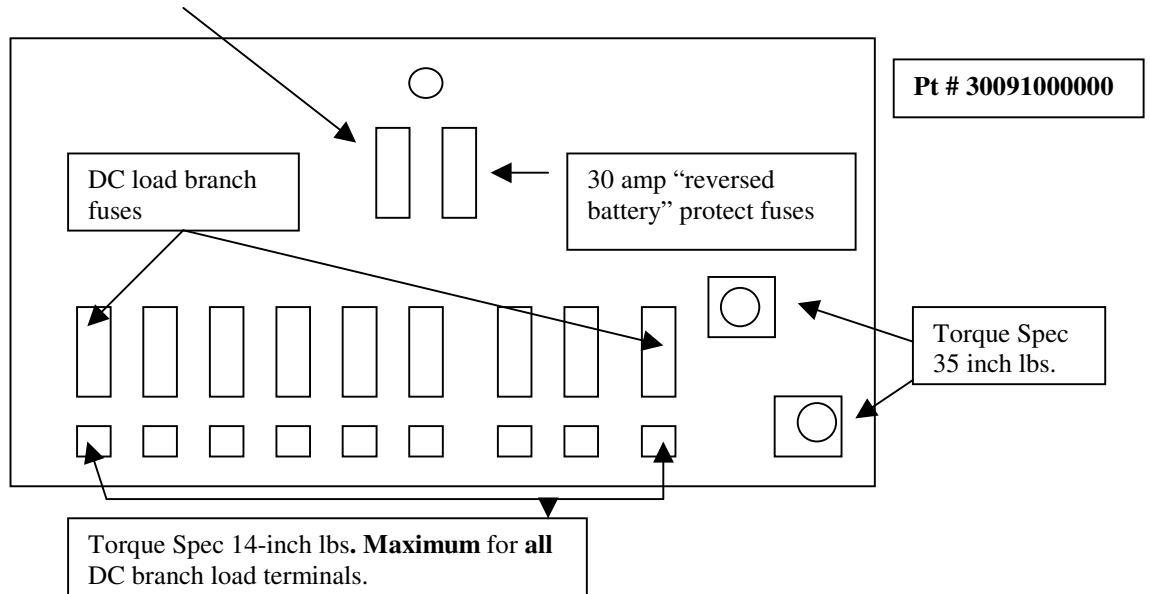 Pt # 30091000000
DC load branch
fuses
30 amp “reversed
battery” protect fuses
Torque Spec
35 inch lbs.
Torque Spec 14-inch lbs. Maximum for all
DC branch load terminals.